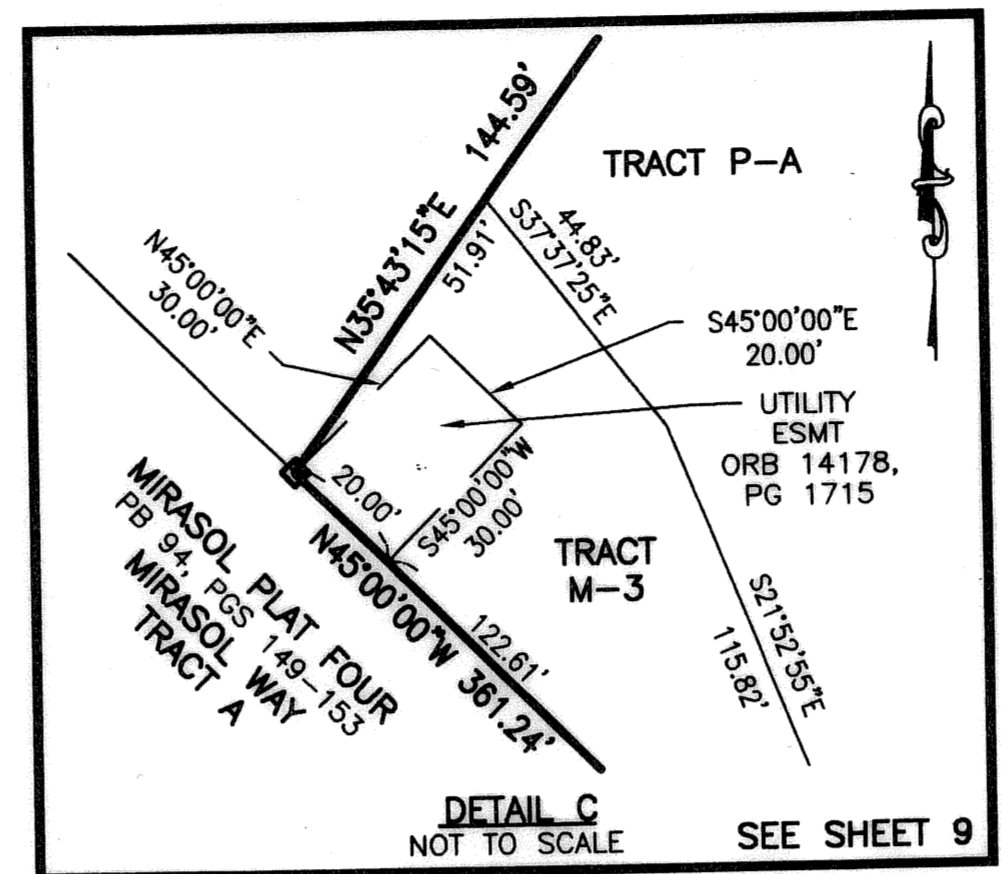 144.59'
TRACT P-A
N35°43'15"E
51.91'
44.83'
S37°37'25"E
N45°00'00"E
30.00'
S45°00'00"E
20.00'
UTILITY
ESMT
ORB 14178,
PG 1715
20.00'
S45°00'00"W
30.00'
TRACT
M-3
N45°00'00"W 361.24'
122.61'
S21°52'55"E
115.82'
MIRASOL PLAT FOUR
PB 94, PGS 149-153
MIRASOL WAY
TRACT A
DETAIL C
NOT TO SCALE
SEE SHEET 9